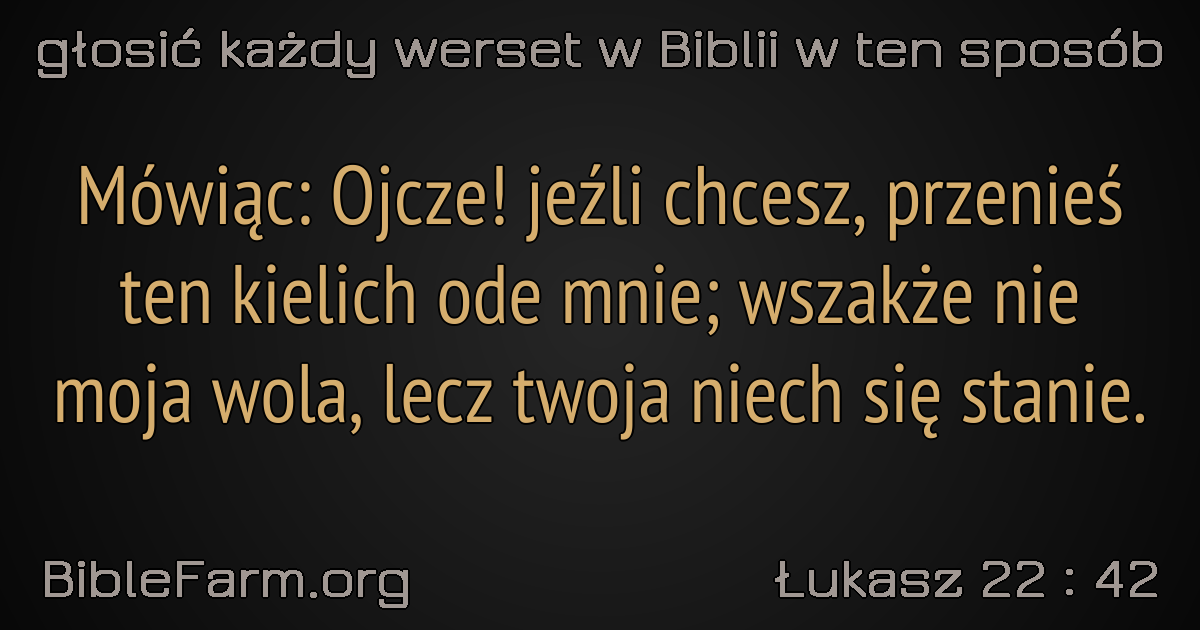 głosić każdy werset w Biblii w ten sposób
Mówiąc: Ojcze! jeźli chcesz, przenieś
ten kielich ode mnie; wszakże nie
moja wola, lecz twoja niech się stanie.
BibleFarm.org
Łukasz 22 : 42